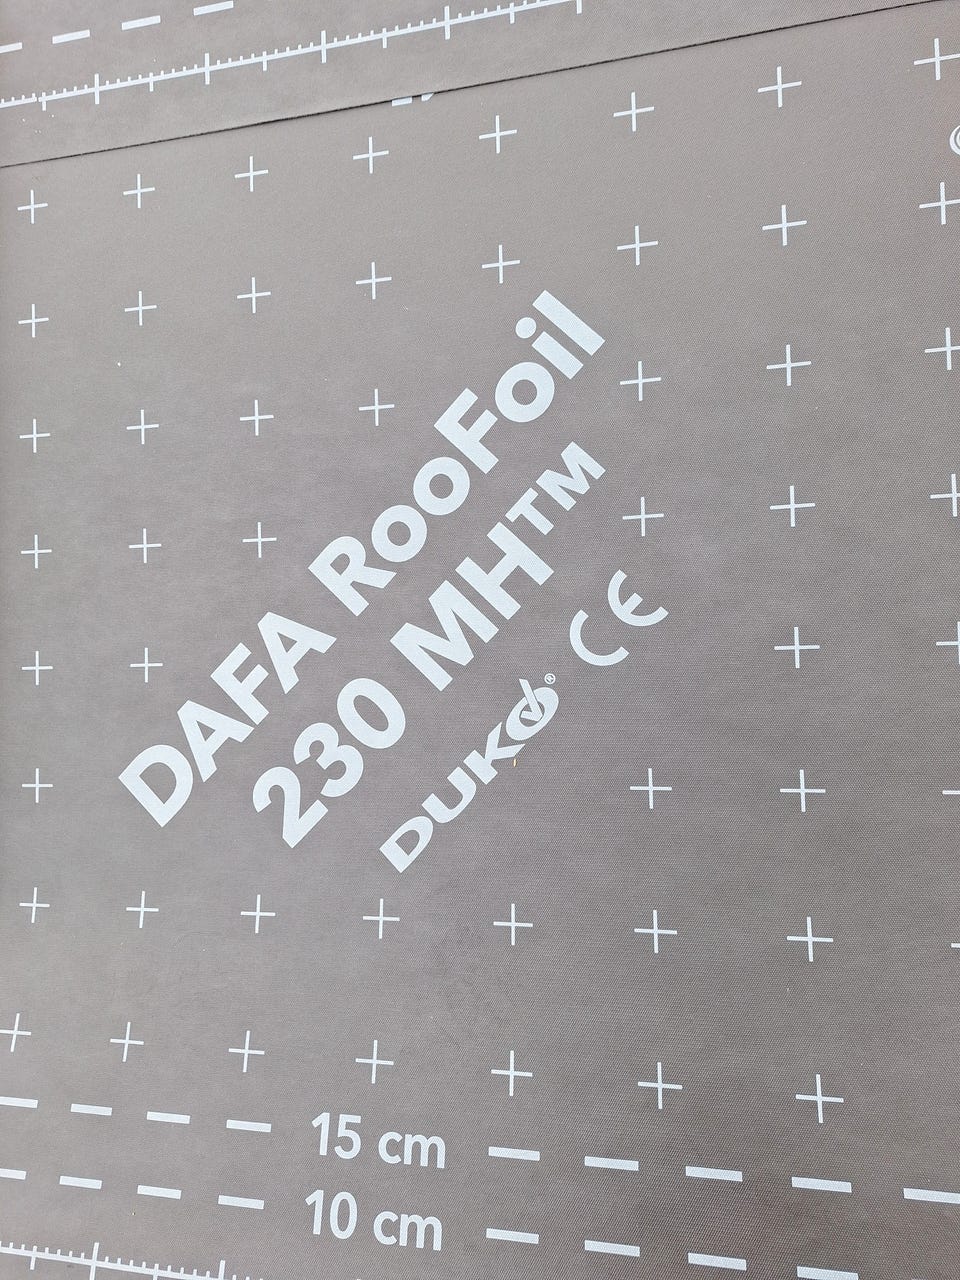 DAFA RooFoil
230 MH™
DUKO® CE
15 cm
10 cm